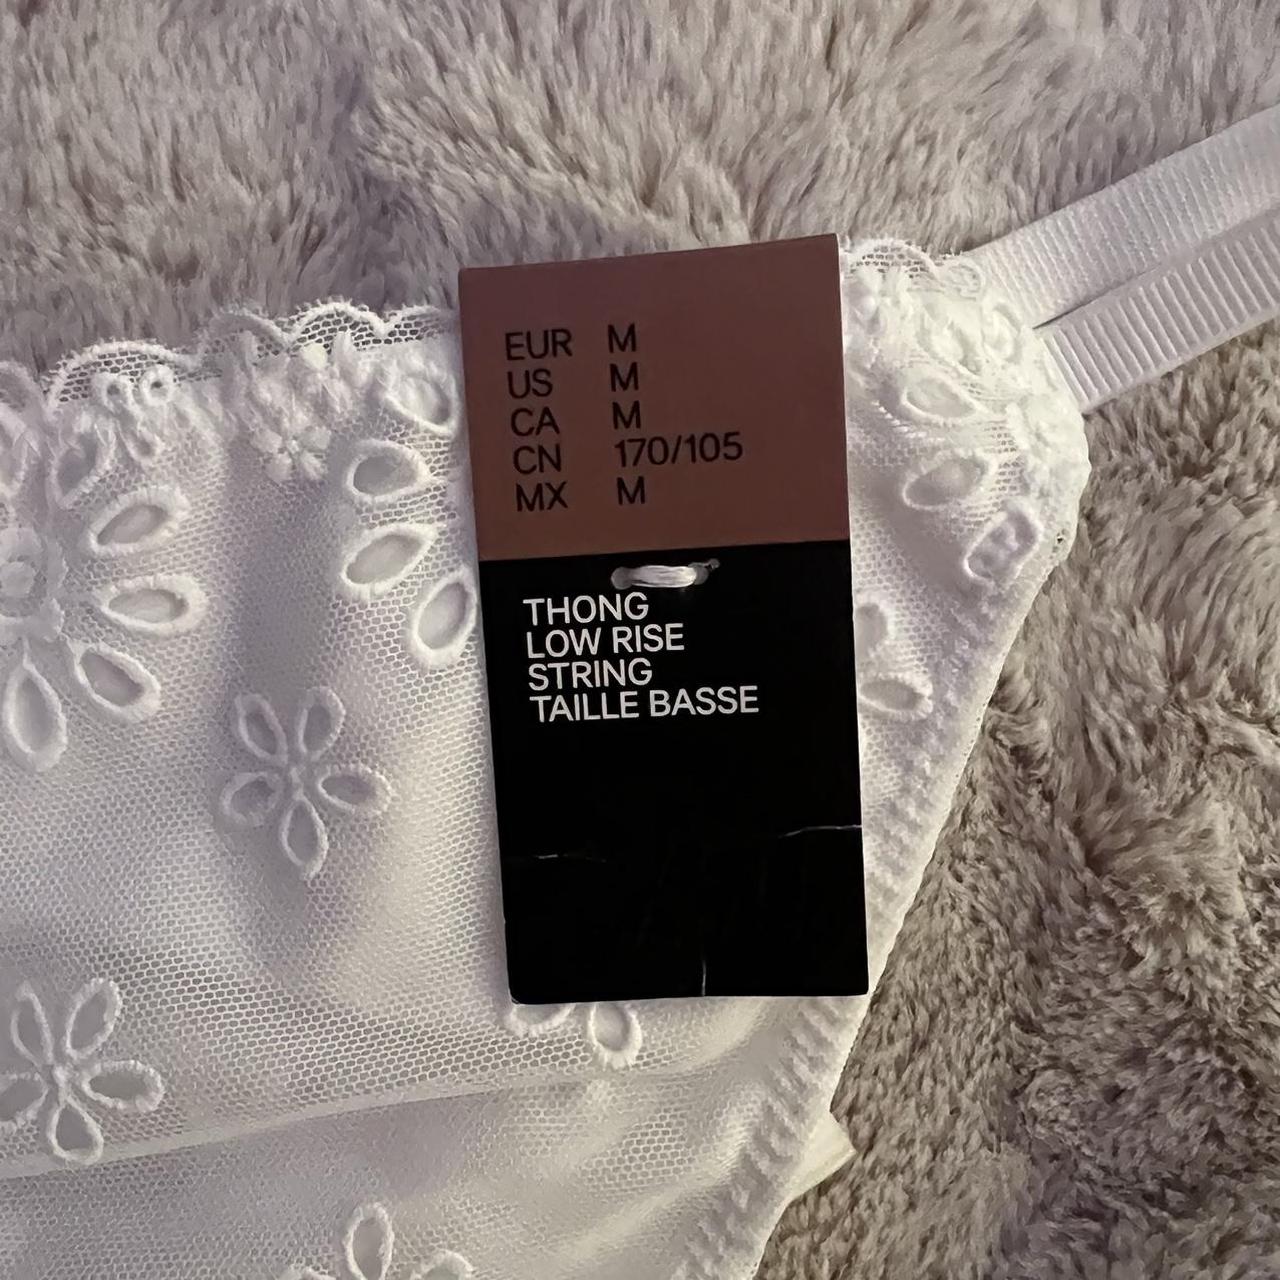 EUR M
US M
CA M
CN 170/105
MX M
THONG
LOW RISE
STRING
TAILLE BASSE